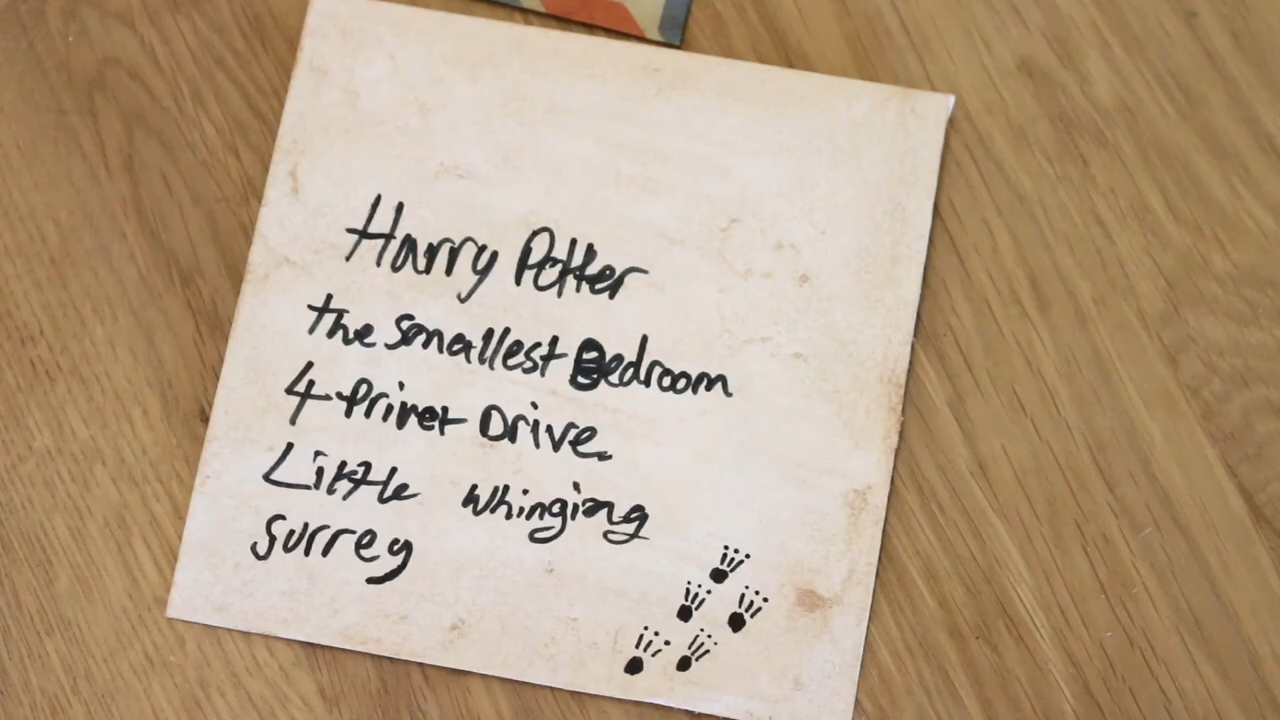 Harry Potter
the smallest Bedroom
4 Privet Drive.
Little Whinging
Surrey